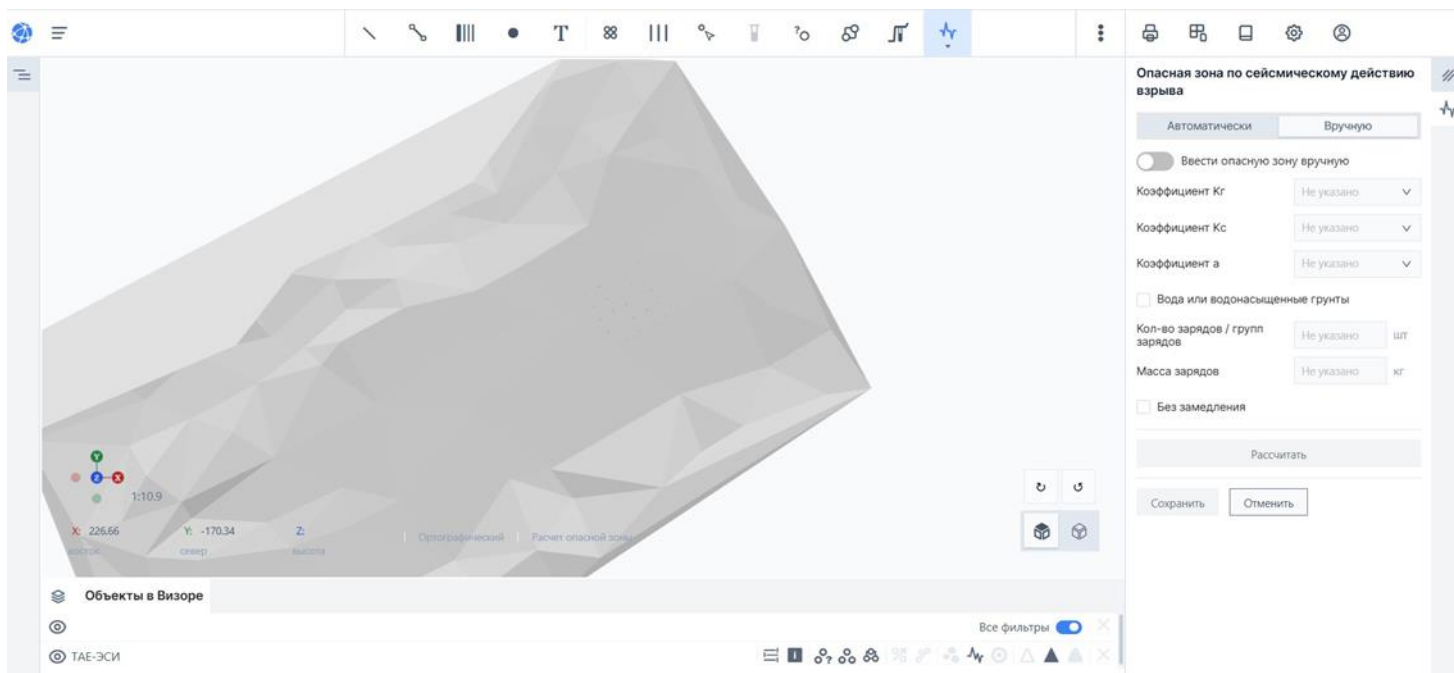 T
?
Опасная зона по сейсмическому действию
взрыва
Автоматически Вручную
Ввести опасную зону вручную
Коэффициент Кг Не указано
Коэффициент Кс Не указано
Коэффициент а Не указано
Вода или водонасыщенные грунты
Кол-во зарядов / групп
зарядов
Не указано шт
Масса зарядов Не указано кг
Без замедления
Рассчитать
Сохранить Отменить
Y
Z X
1:10.9
X: 226.66 Y: -170.34 Z:
восток север высота
Ортографический Расчет опасной зоны
Объекты в Визоре
Все фильтры
ТАЕ-ЭСИ